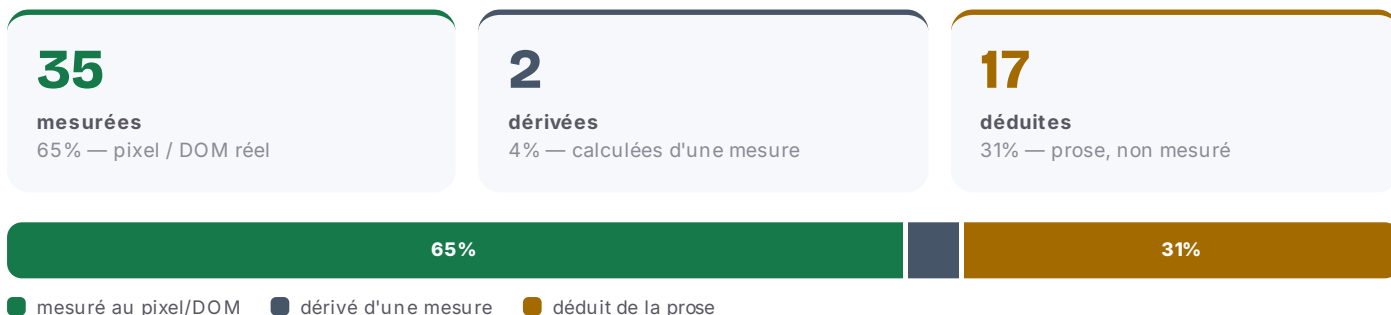 35
mesurées
65% — pixel / DOM réel
2
dérivées
4% — calculées d'une mesure
17
déduites
31% — prose, non mesuré
65%
31%
mesuré au pixel/DOM
dérivé d'une mesure
déduit de la prose